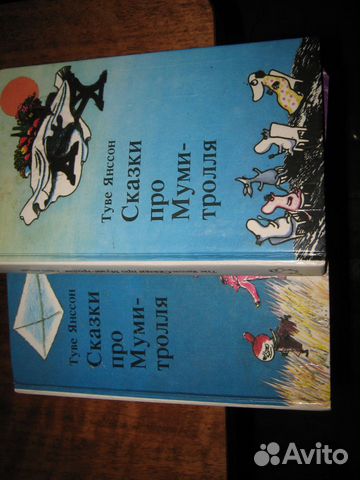 Туве Янссон
Сказки
про
Муми-
тролля
Туве Янссон
Сказки
про
Муми-
тролля
Avito